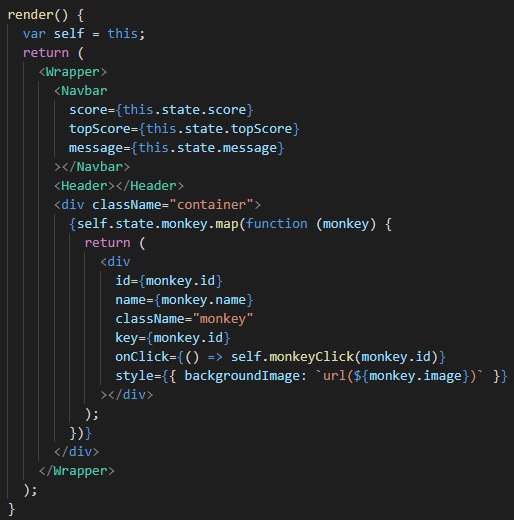 render() {
  var self = this;
  return (
    <Wrapper>
      <Navbar
        score={this.state.score}
        topScore={this.state.topScore}
        message={this.state.message}
      ></Navbar>
      <Header></Header>
      <div className="container">
        {self.state.monkey.map(function (monkey) {
          return (
            <div
              id={monkey.id}
              name={monkey.name}
              className="monkey"
              key={monkey.id}
              onClick={() => self.monkeyClick(monkey.id)}
              style={{ backgroundImage: `url(${monkey.image})` }}
            ></div>
          );
        })}
      </div>
    </Wrapper>
  );
}